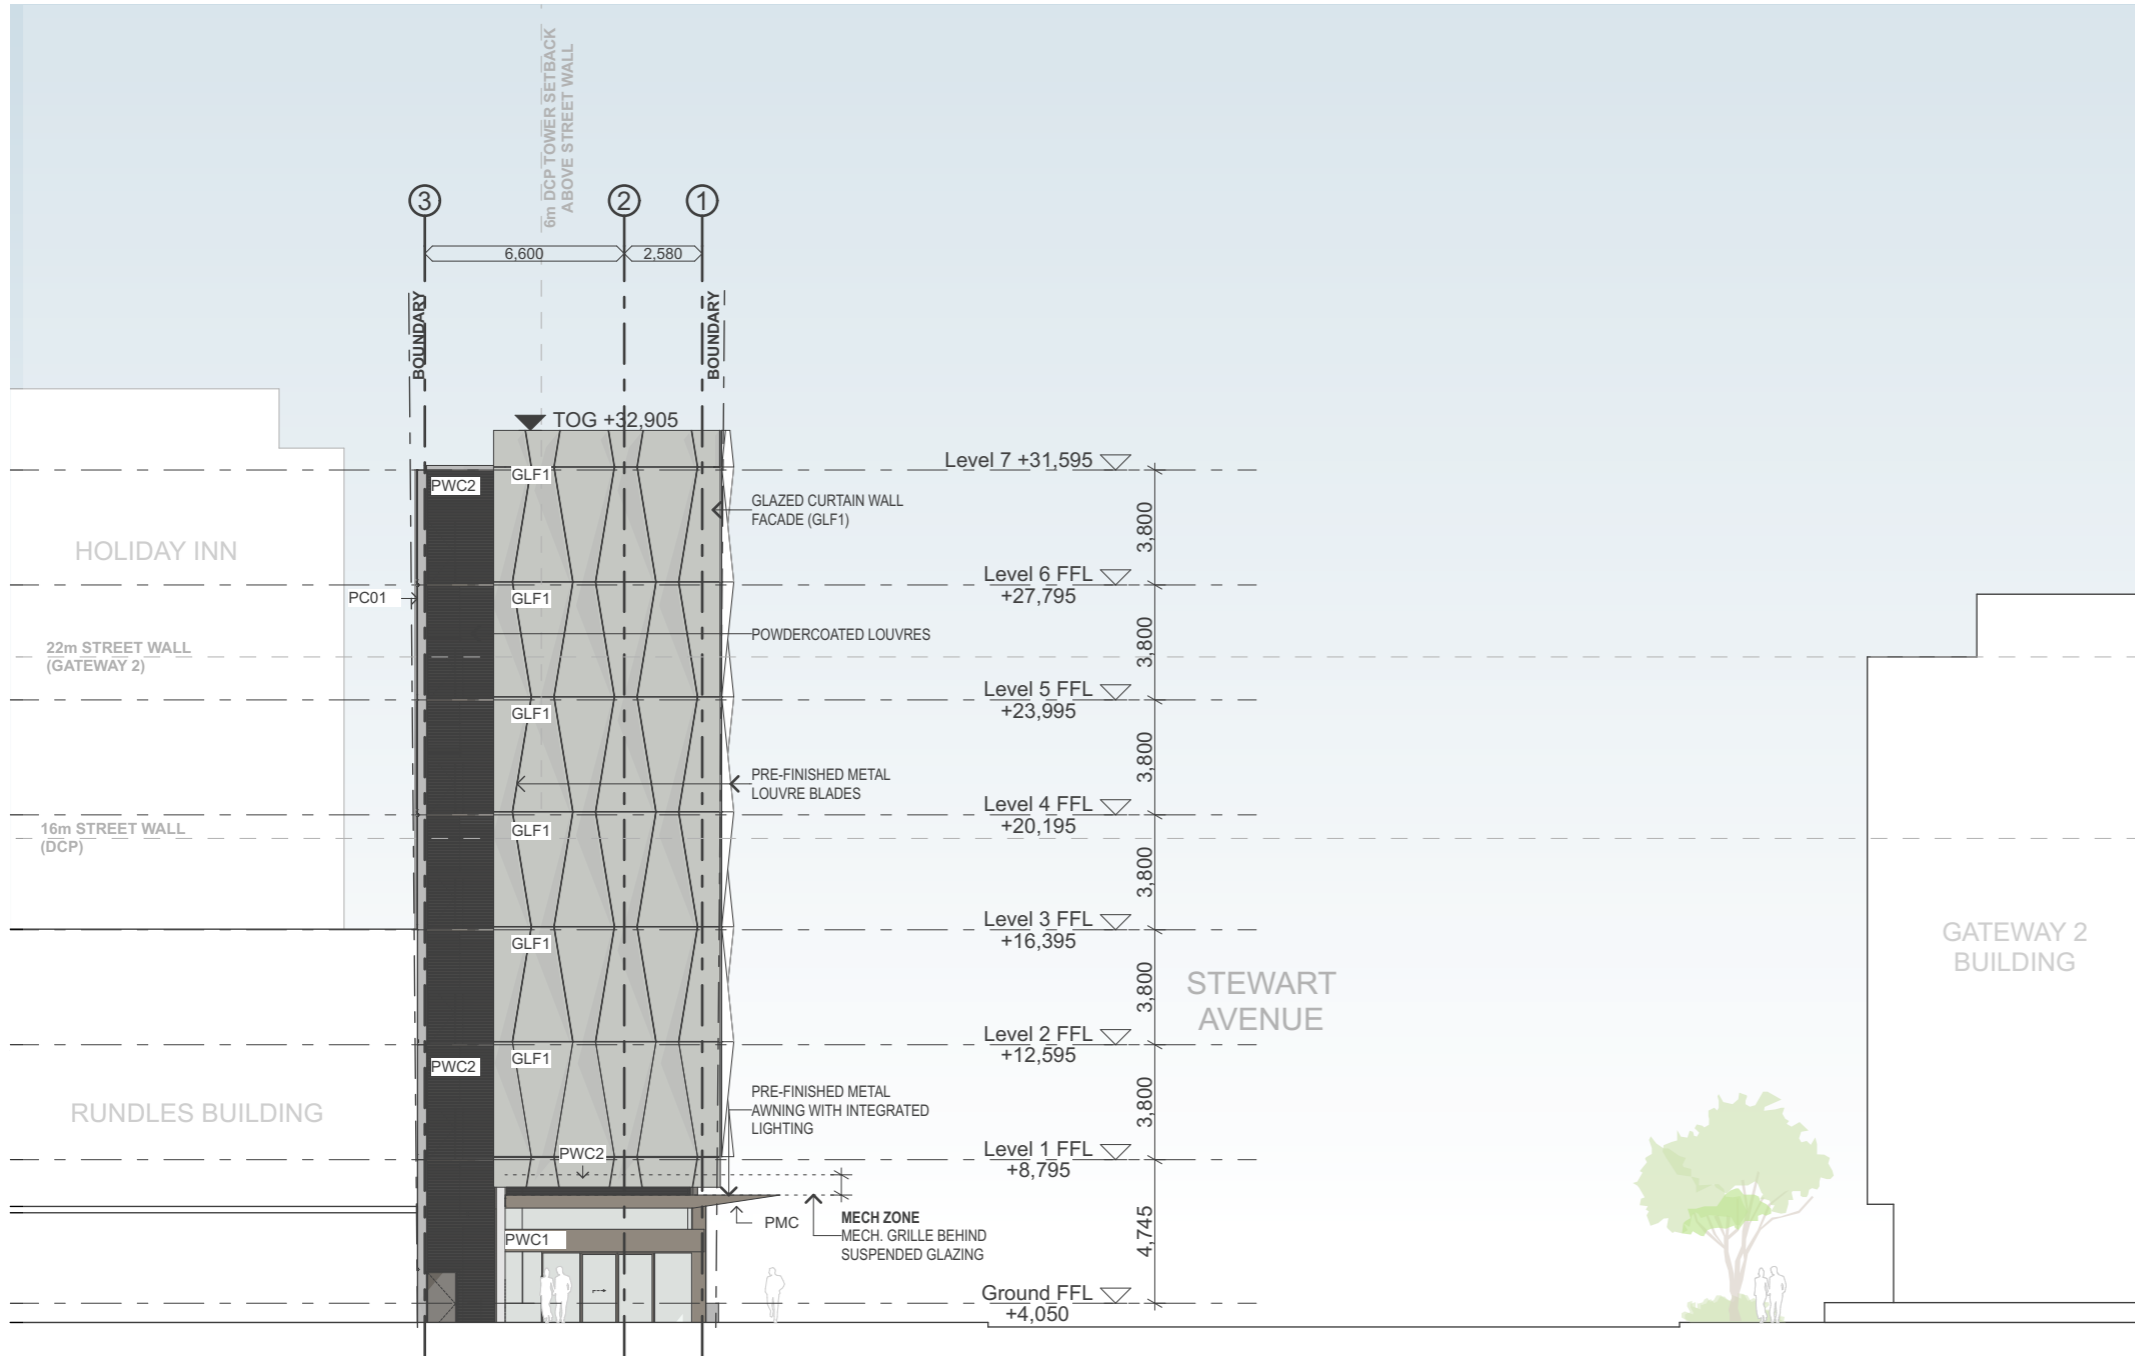 6m DCP TOWER SETBACK
ABOVE STREET WALL
3
2
1
6,600
2,580
BOUNDARY
BOUNDARY
TOG +32,905
Level 7 +31,595
PWC2
GLF1
GLAZED CURTAIN WALL
FACADE (GLF1)
3,800
HOLIDAY INN
Level 6 FFL
+27,795
PC01
GLF1
POWDERCOATED LOUVRES
3,800
22m STREET WALL
(GATEWAY 2)
Level 5 FFL
+23,995
GLF1
3,800
PRE-FINISHED METAL
LOUVRE BLADES
Level 4 FFL
+20,195
16m STREET WALL
(DCP)
GLF1
3,800
Level 3 FFL
+16,395
GLF1
GATEWAY 2
BUILDING
STEWART
AVENUE
3,800
Level 2 FFL
+12,595
PWC2
GLF1
RUNDLES BUILDING
PRE-FINISHED METAL
AWNING WITH INTEGRATED
LIGHTING
3,800
Level 1 FFL
+8,795
PWC2
PMC
MECH ZONE
MECH. GRILLE BEHIND
SUSPENDED GLAZING
PWC1
4,745
Ground FFL
+4,050